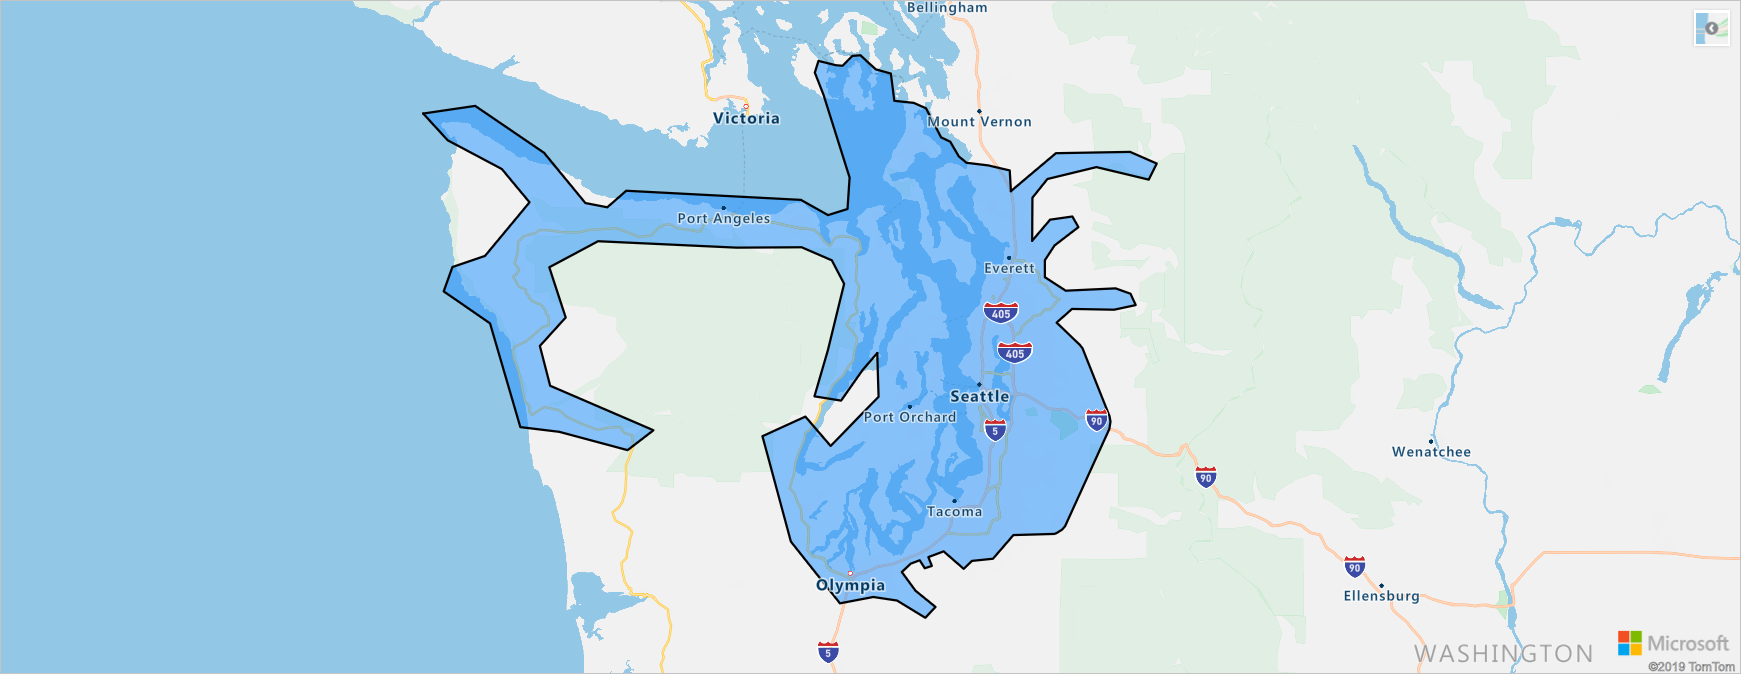 Bellingham
Victoria
Mount Vernon
Port Angeles
Everett
405
405
Seattle
Port Orchard
5
90
Wenatchee
90
Tacoma
90
Olympia
Ellensburg
5
WASHINGTON
Microsoft
©2019 TomTom